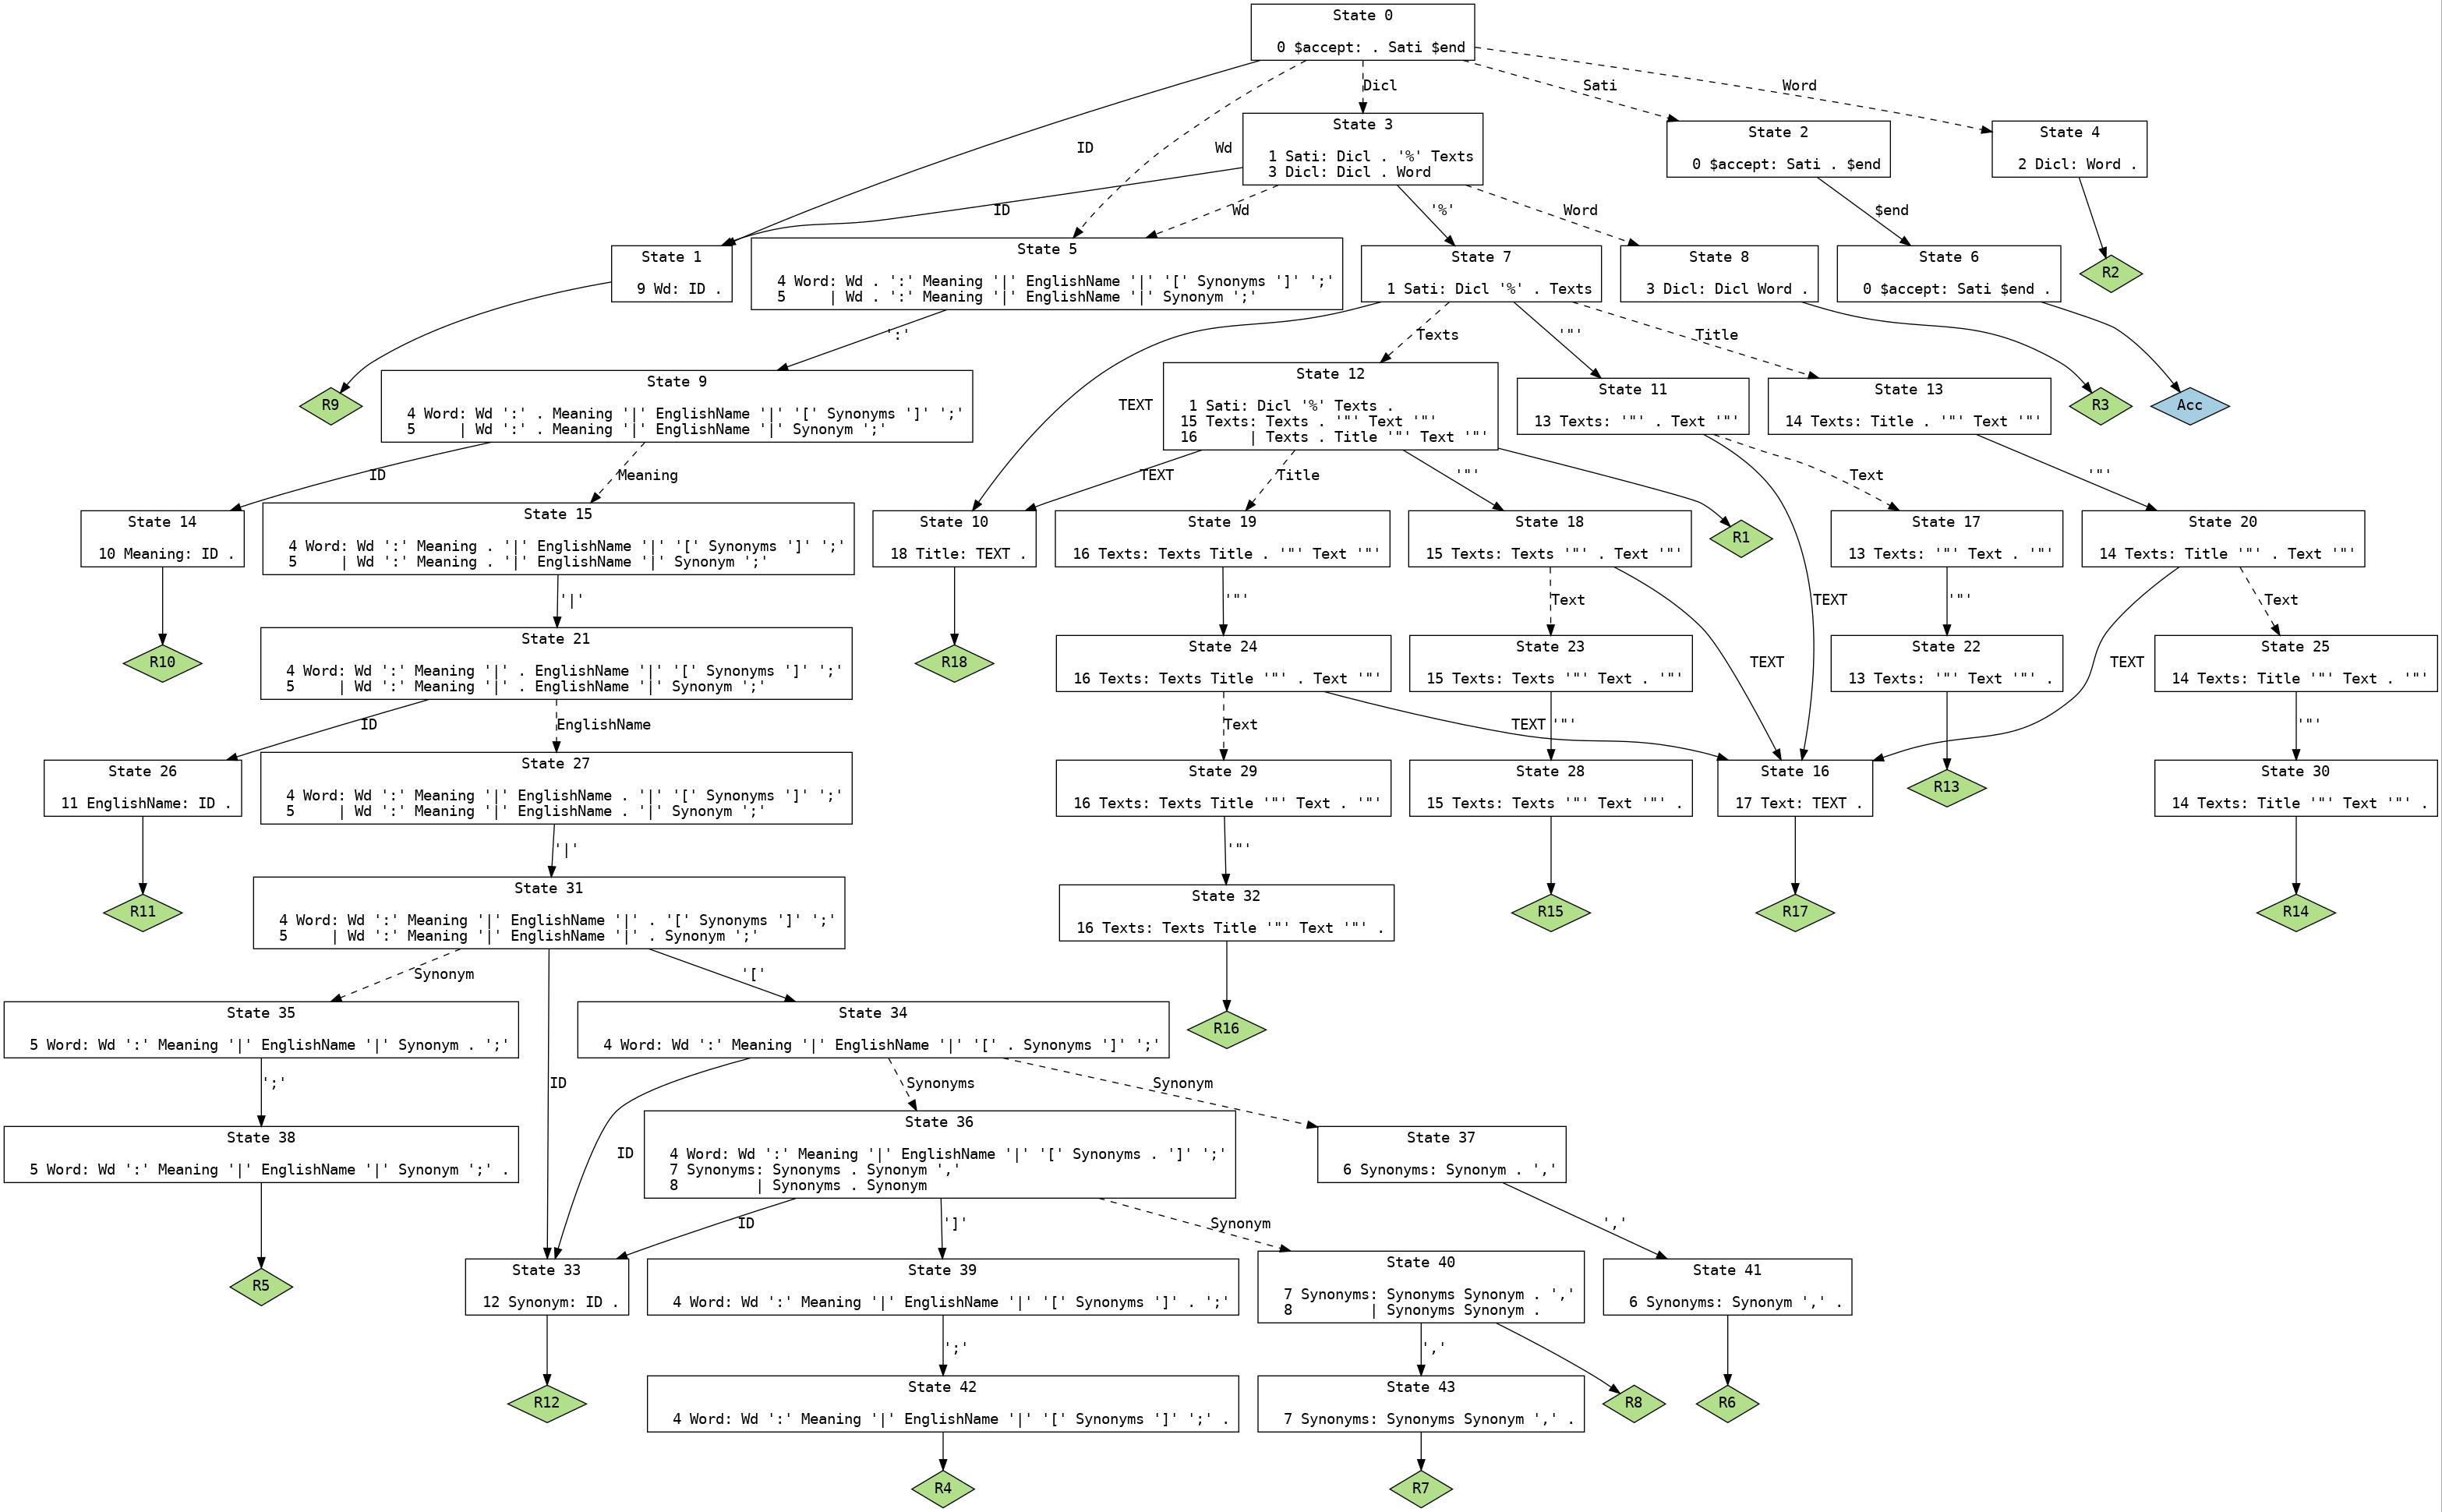 State 0
0 $accept: . Sati $end
Dicl
Sati
Word
ID
Wd
State 3
1 Sati: Dicl . '%' Texts
3 Dicl: Dicl . Word
State 2
0 $accept: Sati . $end
State 4
2 Dicl: Word .
ID
Wd
'%'
Word
$end
State 1
9 Wd: ID .
State 5
4 Word: Wd . ':' Meaning '|' EnglishName '|' '[' Synonyms ']' ';'
5     | Wd . ':' Meaning '|' EnglishName '|' Synonym ';'
State 7
1 Sati: Dicl '%' . Texts
State 8
3 Dicl: Dicl Word .
State 6
0 $accept: Sati $end .
R2
':'
Texts
'"'
Title
R9
State 9
4 Word: Wd ':' . Meaning '|' EnglishName '|' '[' Synonyms ']' ';'
5     | Wd ':' . Meaning '|' EnglishName '|' Synonym ';'
TEXT
State 12
1 Sati: Dicl '%' Texts .
15 Texts: Texts . '"' Text '"'
16      | Texts . Title '"' Text '"'
State 11
13 Texts: '"' . Text '"'
State 13
14 Texts: Title . '"' Text '"'
R3
Acc
ID
Meaning
TEXT
Title
'"'
Text
'"'
State 14
10 Meaning: ID .
State 15
4 Word: Wd ':' Meaning . '|' EnglishName '|' '[' Synonyms ']' ';'
5     | Wd ':' Meaning . '|' EnglishName '|' Synonym ';'
State 10
18 Title: TEXT .
State 19
16 Texts: Texts Title . '"' Text '"'
State 18
15 Texts: Texts '"' . Text '"'
R1
State 17
13 Texts: '"' Text . '"'
State 20
14 Texts: Title '"' . Text '"'
'|'
'"'
Text
TEXT
'"'
Text
R10
State 21
4 Word: Wd ':' Meaning '|' . EnglishName '|' '[' Synonyms ']' ';'
5     | Wd ':' Meaning '|' . EnglishName '|' Synonym ';'
R18
State 24
16 Texts: Texts Title '"' . Text '"'
State 23
15 Texts: Texts '"' Text . '"'
TEXT
State 22
13 Texts: '"' Text '"' .
TEXT
State 25
14 Texts: Title '"' Text . '"'
ID
EnglishName
Text
TEXT
'"'
'"'
State 26
11 EnglishName: ID .
State 27
4 Word: Wd ':' Meaning '|' EnglishName . '|' '[' Synonyms ']' ';'
5     | Wd ':' Meaning '|' EnglishName . '|' Synonym ';'
State 29
16 Texts: Texts Title '"' Text . '"'
State 28
15 Texts: Texts '"' Text '"' .
State 16
17 Text: TEXT .
R13
State 30
14 Texts: Title '"' Text '"' .
'|'
'"'
R11
State 31
4 Word: Wd ':' Meaning '|' EnglishName '|' . '[' Synonyms ']' ';'
5     | Wd ':' Meaning '|' EnglishName '|' . Synonym ';'
State 32
16 Texts: Texts Title '"' Text '"' .
R15
R17
R14
Synonym
'['
State 35
5 Word: Wd ':' Meaning '|' EnglishName '|' Synonym . ';'
State 34
4 Word: Wd ':' Meaning '|' EnglishName '|' '[' . Synonyms ']' ';'
R16
';'
ID
Synonyms
Synonym
State 38
5 Word: Wd ':' Meaning '|' EnglishName '|' Synonym ';' .
ID
State 36
4 Word: Wd ':' Meaning '|' EnglishName '|' '[' Synonyms . ']' ';'
7 Synonyms: Synonyms . Synonym ','
8         | Synonyms . Synonym
State 37
6 Synonyms: Synonym . ','
ID
']'
Synonym
','
R5
State 33
12 Synonym: ID .
State 39
4 Word: Wd ':' Meaning '|' EnglishName '|' '[' Synonyms ']' . ';'
State 40
7 Synonyms: Synonyms Synonym . ','
8         | Synonyms Synonym .
State 41
6 Synonyms: Synonym ',' .
';'
','
R12
State 42
4 Word: Wd ':' Meaning '|' EnglishName '|' '[' Synonyms ']' ';' .
State 43
7 Synonyms: Synonyms Synonym ',' .
R8
R6
R4
R7